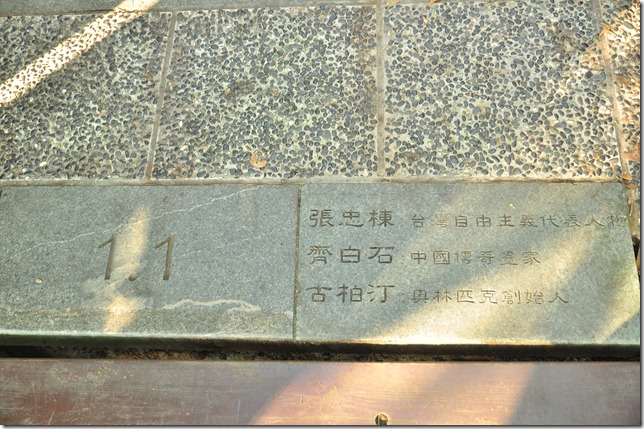 1.1
張忠棟 台灣自由主義代表人物
齊白石 中國傳奇畫家
古柏汀 奧林匹克創始人